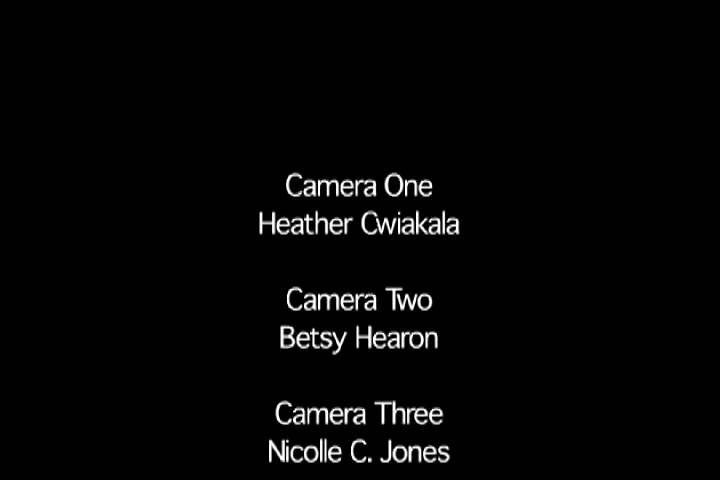 Camera One
Heather Cwiakala
Camera Two
Betsy Hearon
Camera Three
Nicolle C. Jones